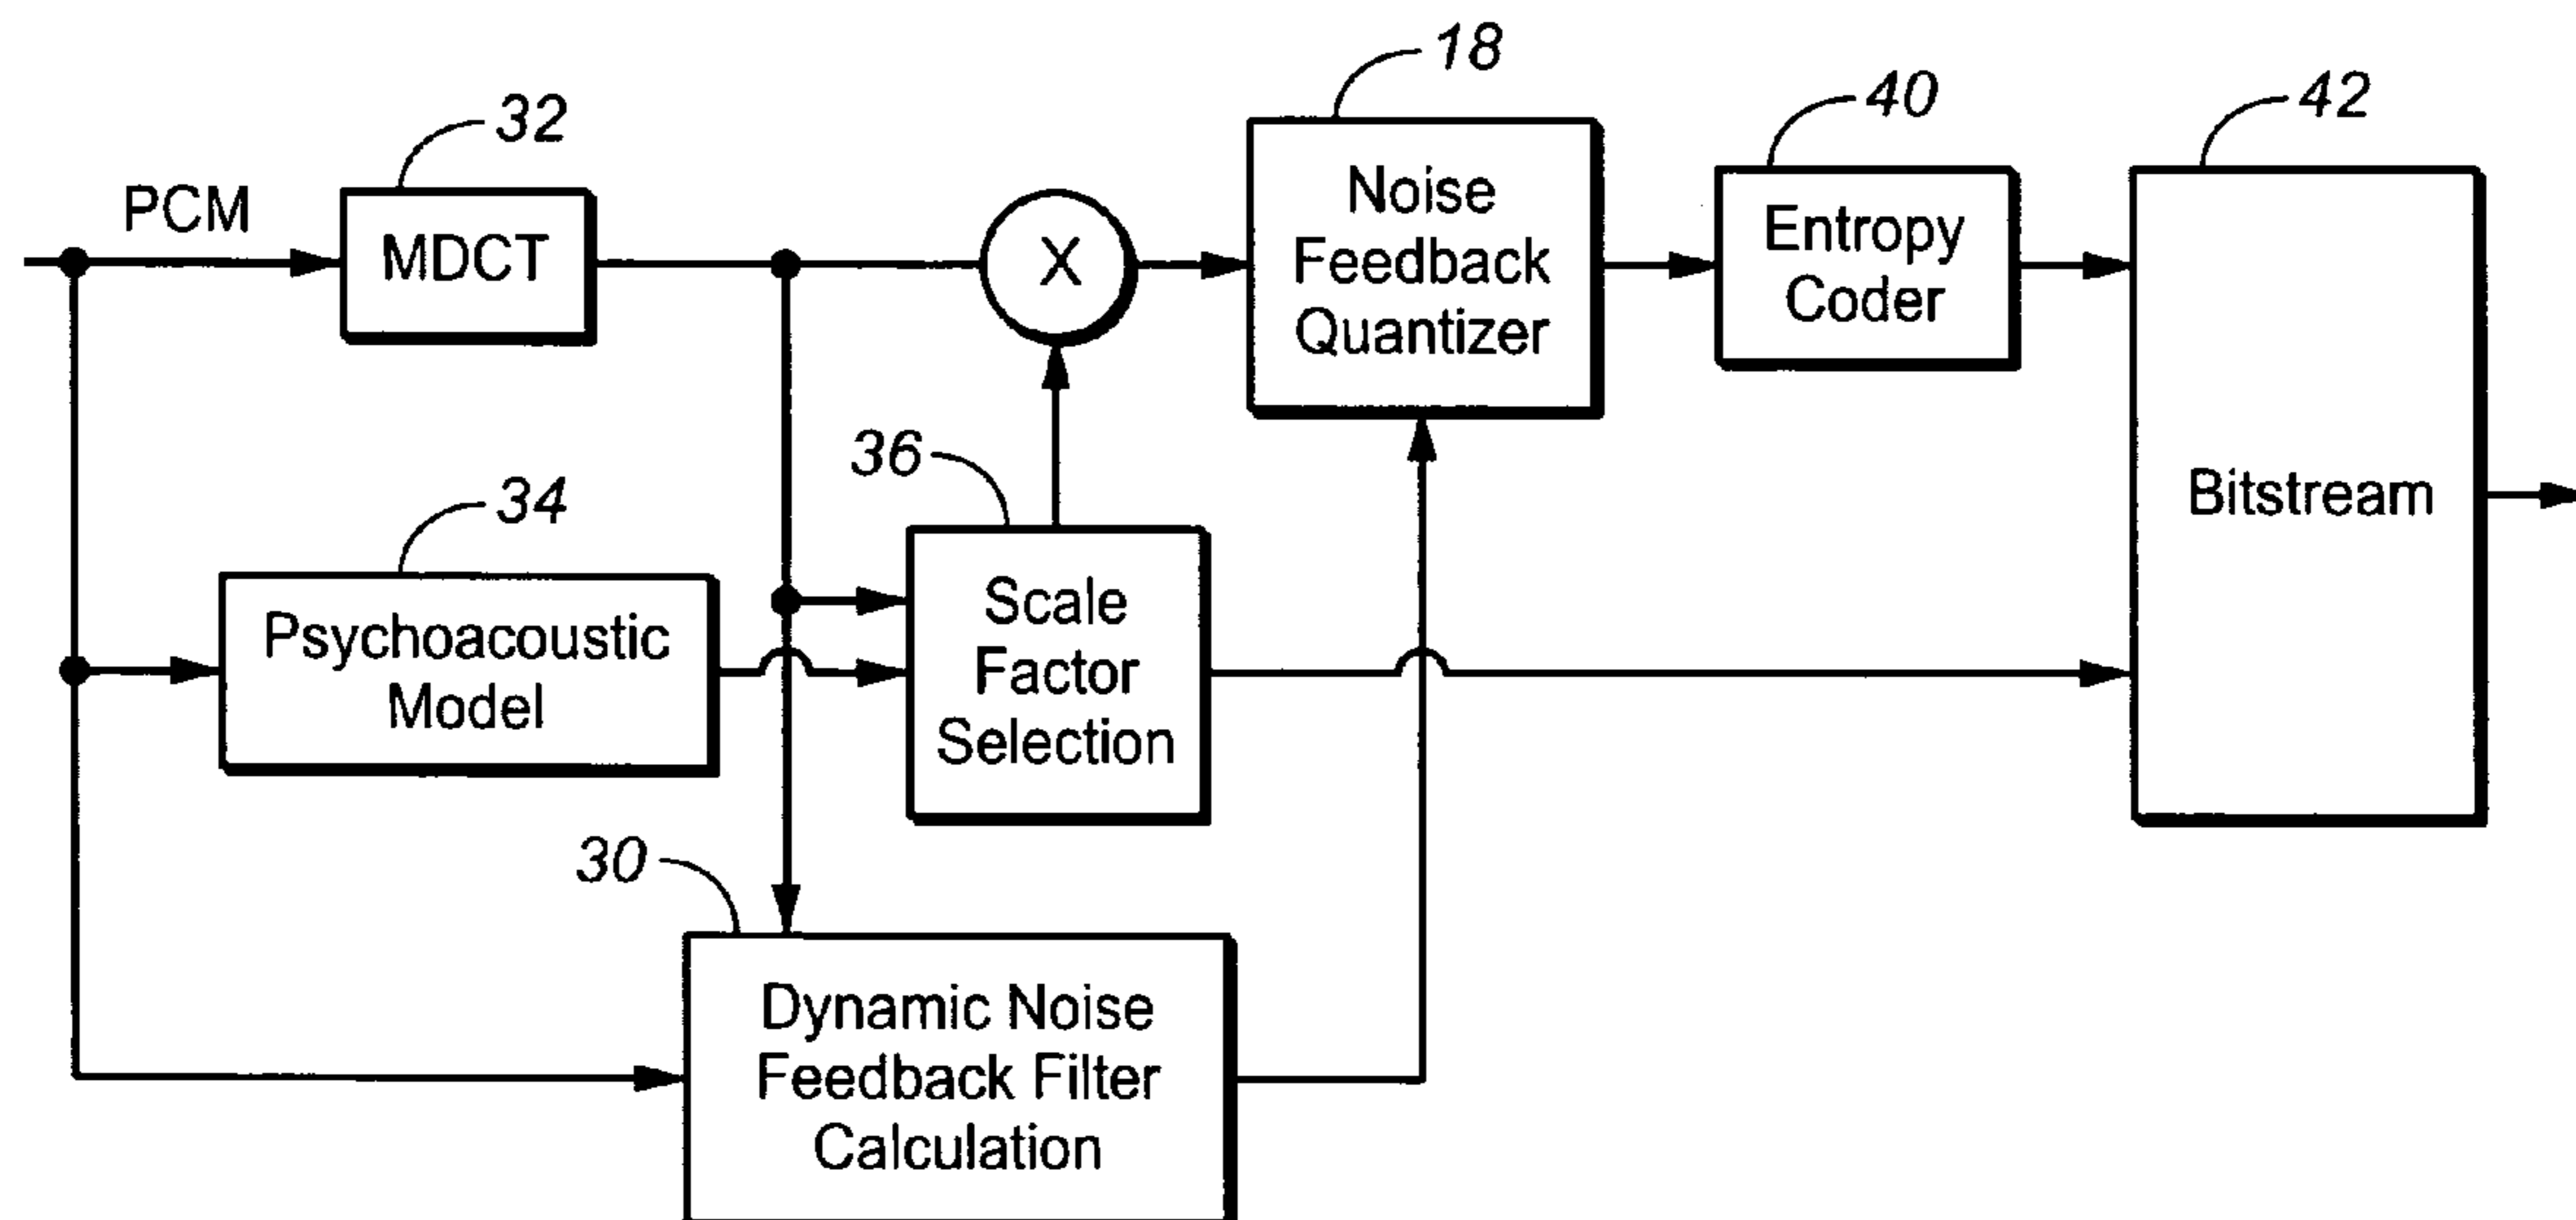 18
32
40
42
PCM
MDCT
X
Noise
Feedback
Quantizer
Entropy
Coder
36
34
Bitstream
Psychoacoustic
Model
Scale
Factor
Selection
30
Dynamic Noise
Feedback Filter
Calculation